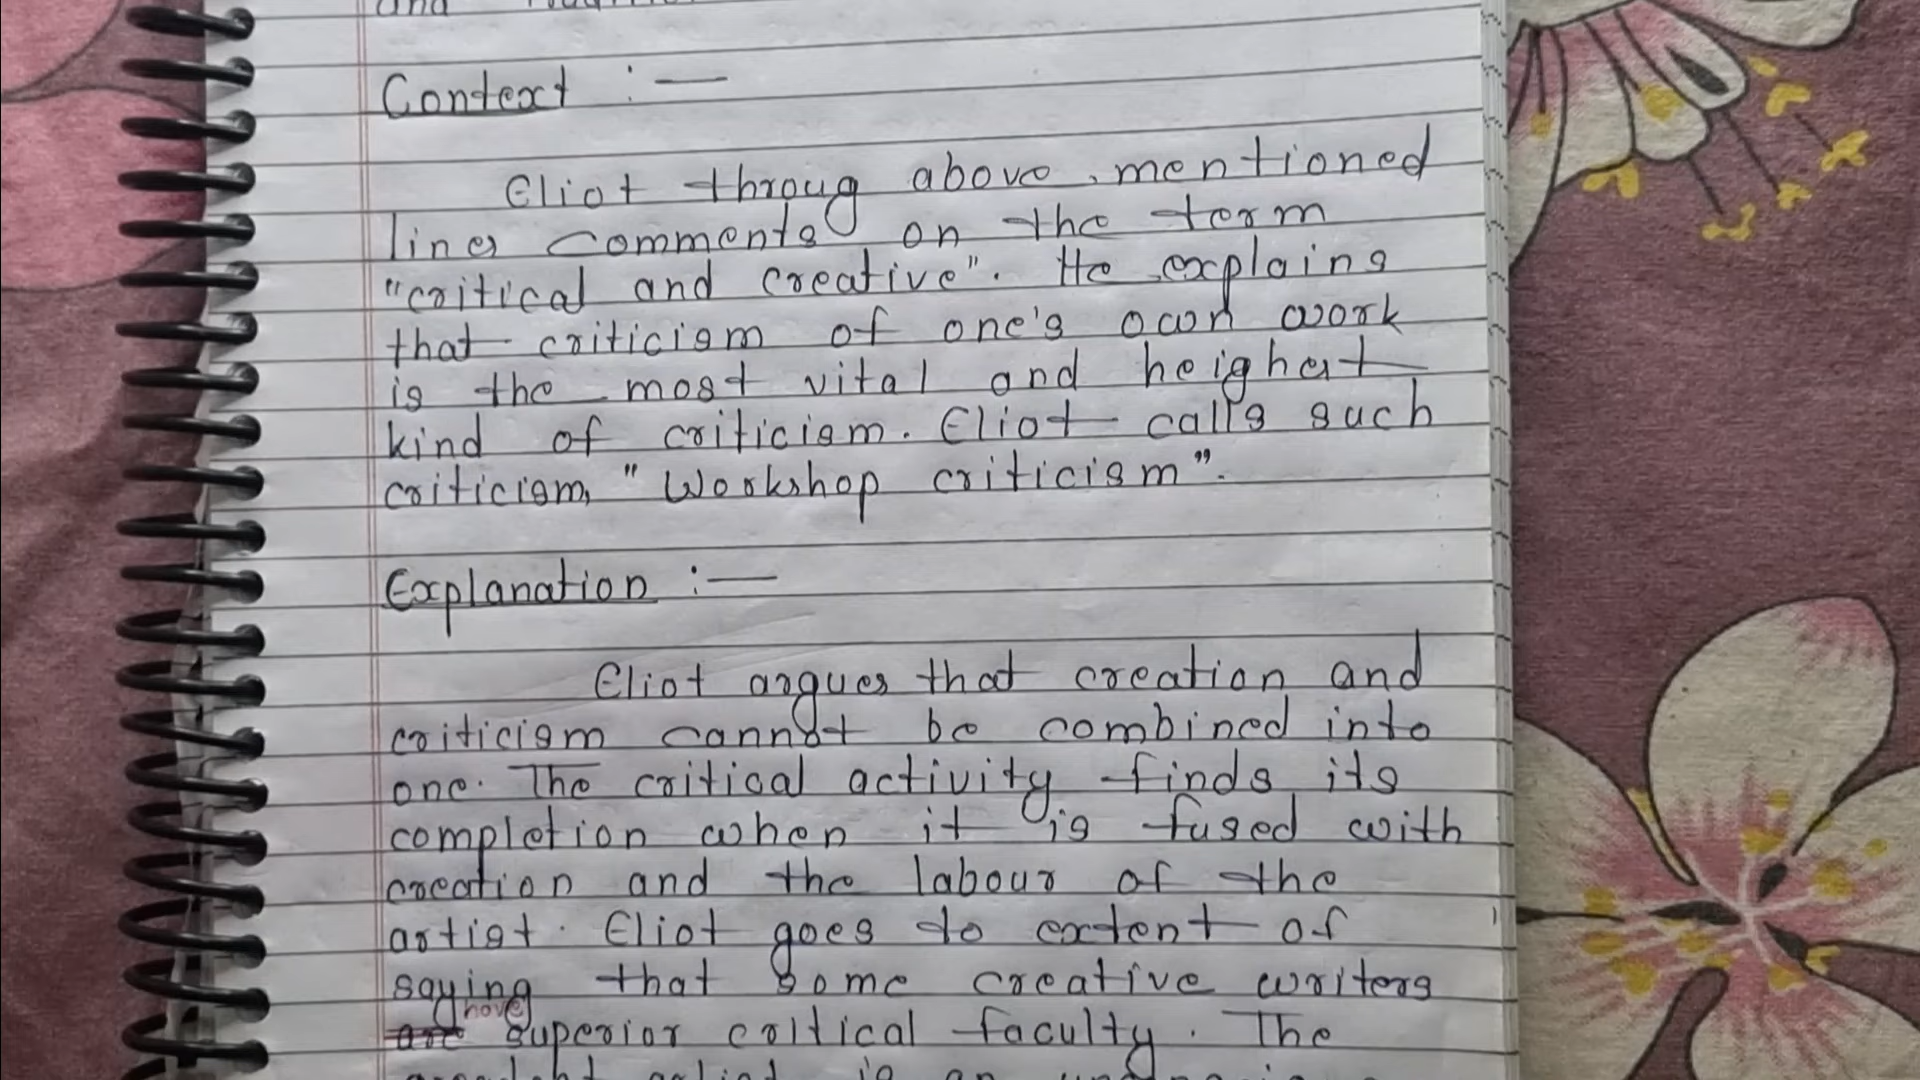 and
Context :—
Eliot throug above mentioned
lines comments on the term
"critical and creative". He explains
that criticism of one's own work
is the most vital and heighest
kind of criticism. Eliot calls such
criticism, "Workshop criticism".
Explanation :—
Eliot argues that creation and
criticism cannot be combined into
one. The critical activity finds its
completion when it is fused with
creation and the labour of the
artist. Eliot goes to extent of
saying that some creative writers
have
are superior critical faculty. The
is an